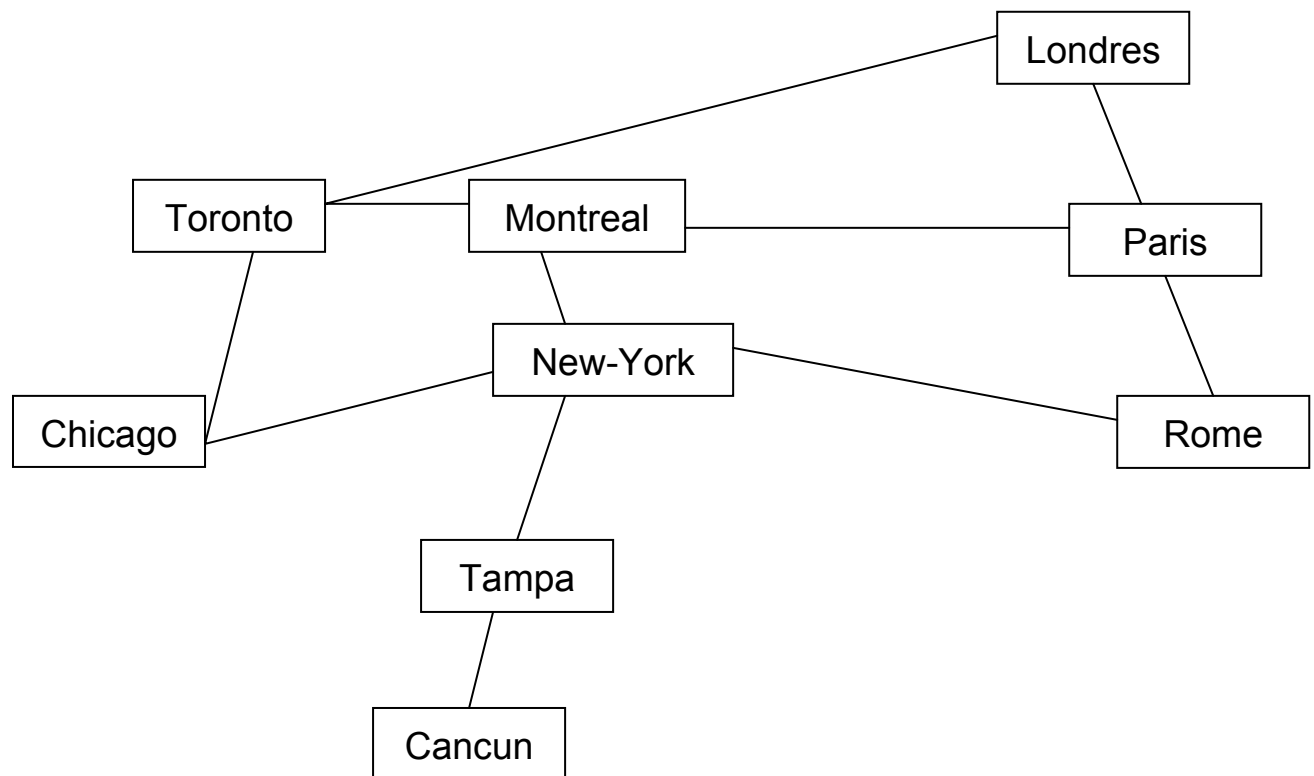 Londres
Toronto
Montreal
Paris
New-York
Chicago
Rome
Tampa
Cancun